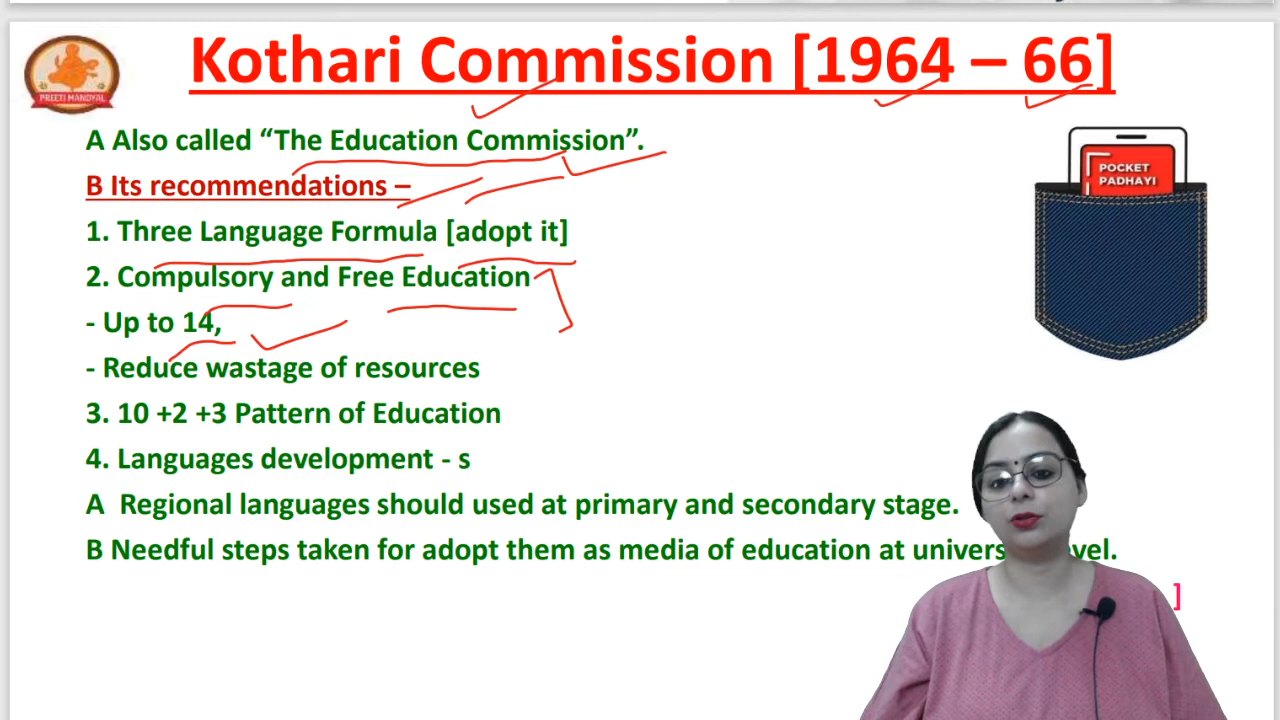 Kothari Commission [1964 – 66]
PREETI MANDYAL
A Also called “The Education Commission”.
B Its recommendations –
1. Three Language Formula [adopt it]
2. Compulsory and Free Education
- Up to 14,
- Reduce wastage of resources
3. 10 +2 +3 Pattern of Education
4. Languages development - s
A Regional languages should used at primary and secondary stage.
B Needful steps taken for adopt them as media of education at
POCKET
PADHAYI
]